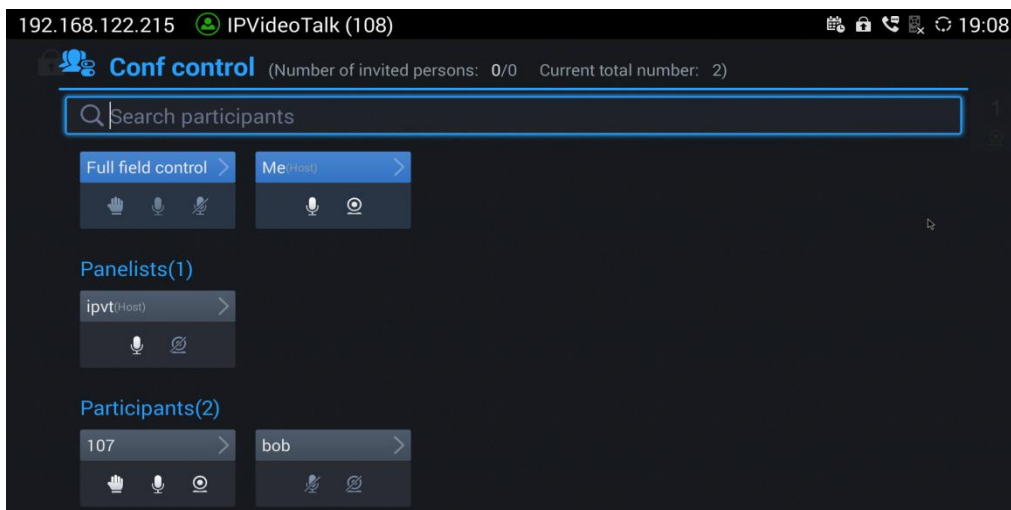 192.168.122.215 IPVideoTalk (108) 19:08
Conf control (Number of invited persons: 0/0 Current total number: 2)
1
Search participants
Full field control Me(Host)
Panelists(1)
ipvt(Host)
Participants(2)
107 bob